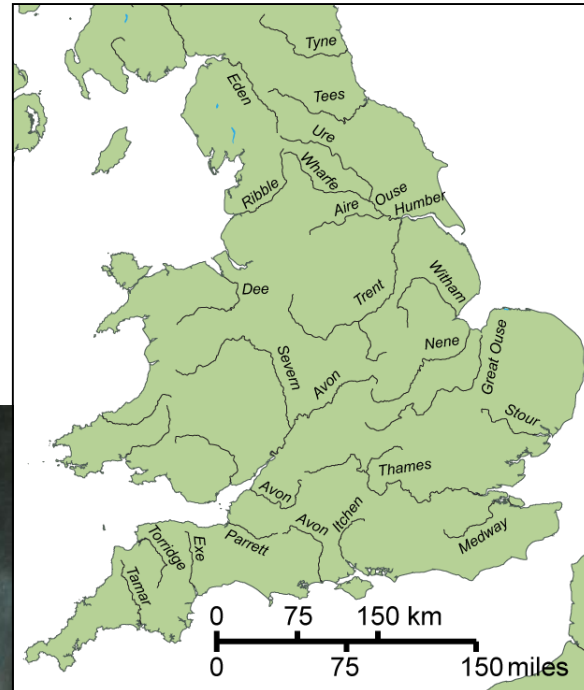 Tyne
Eden
Tees
Ure
Wharfe
Ribble
Ouse
Aire
Humber
Dee
Trent
Witham
Severn
Nene
Great Ouse
Avon
Stour
Thames
Avon
Avon
Itchen
Parrett
Medway
Torridge
Exe
Tamar
0 75 150 km
0 75 150 miles